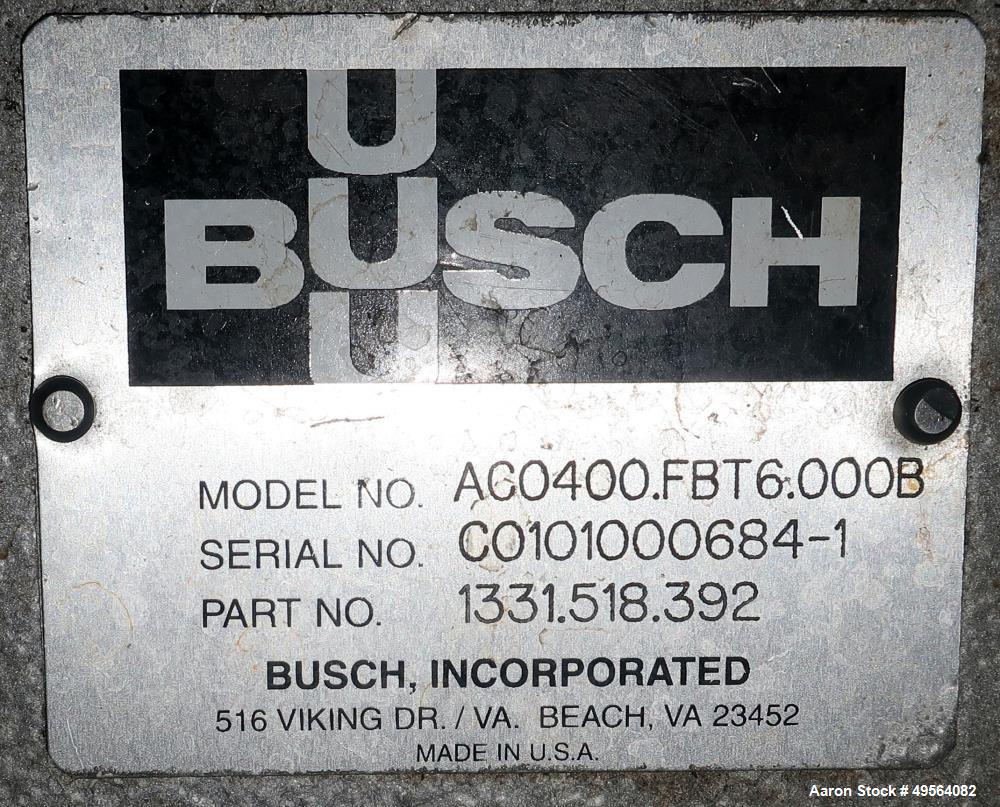 U
BUSCH
U
MODEL NO. AC0400.FBT6.000B
SERIAL NO. C0101000684-1
PART NO. 1331.518.392
BUSCH, INCORPORATED
516 VIKING DR. / VA. BEACH, VA 23452
MADE IN U.S.A.
Aaron Stock # 49564082